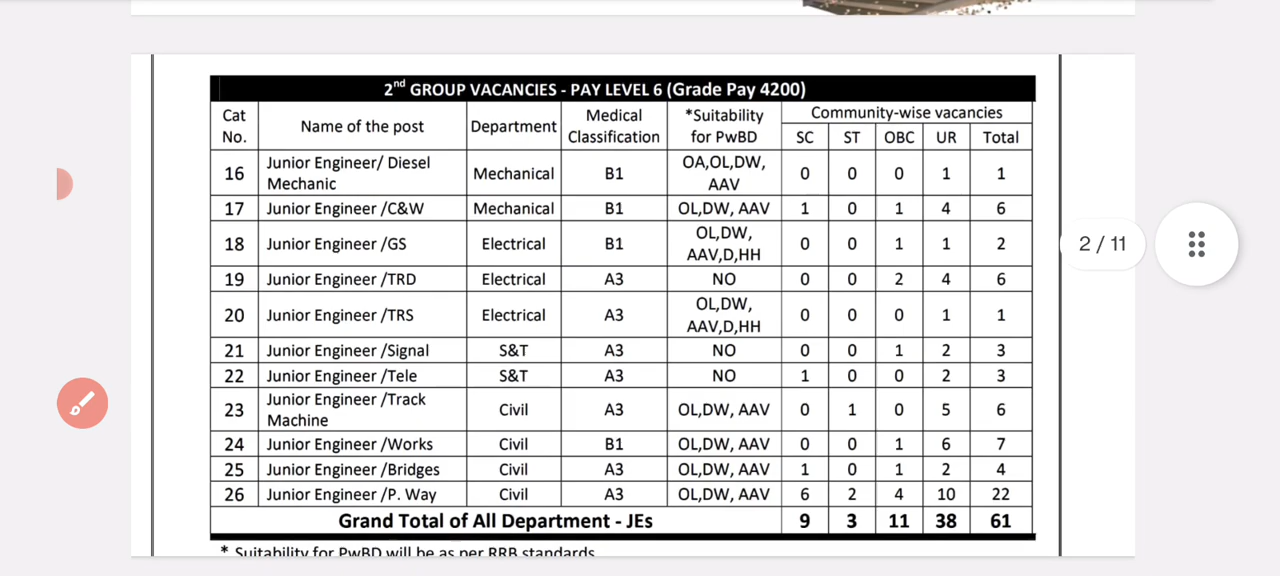 2nd GROUP VACANCIES - PAY LEVEL 6 (Grade Pay 4200)
Cat No. Name of the post Department Medical Classification *Suitability for PwBD Community-wise vacancies
SC ST OBC UR Total
16 Junior Engineer/ Diesel Mechanic Mechanical B1 OA,OL,DW, AAV 0 0 0 1 1
17 Junior Engineer /C&W Mechanical B1 OL,DW, AAV 1 0 1 4 6
18 Junior Engineer /GS Electrical B1 OL,DW, AAV,D,HH 0 0 1 1 2
19 Junior Engineer /TRD Electrical A3 NO 0 0 2 4 6
20 Junior Engineer /TRS Electrical A3 OL,DW, AAV,D,HH 0 0 0 1 1
21 Junior Engineer /Signal S&T A3 NO 0 0 1 2 3
22 Junior Engineer /Tele S&T A3 NO 1 0 0 2 3
23 Junior Engineer /Track Machine Civil A3 OL,DW, AAV 0 1 0 5 6
24 Junior Engineer /Works Civil B1 OL,DW, AAV 0 0 1 6 7
25 Junior Engineer /Bridges Civil A3 OL,DW, AAV 1 0 1 2 4
26 Junior Engineer /P. Way Civil A3 OL,DW, AAV 6 2 4 10 22
Grand Total of All Department - JEs 9 3 11 38 61
* Suitability for PwBD will be as per RRB standards
2 / 11